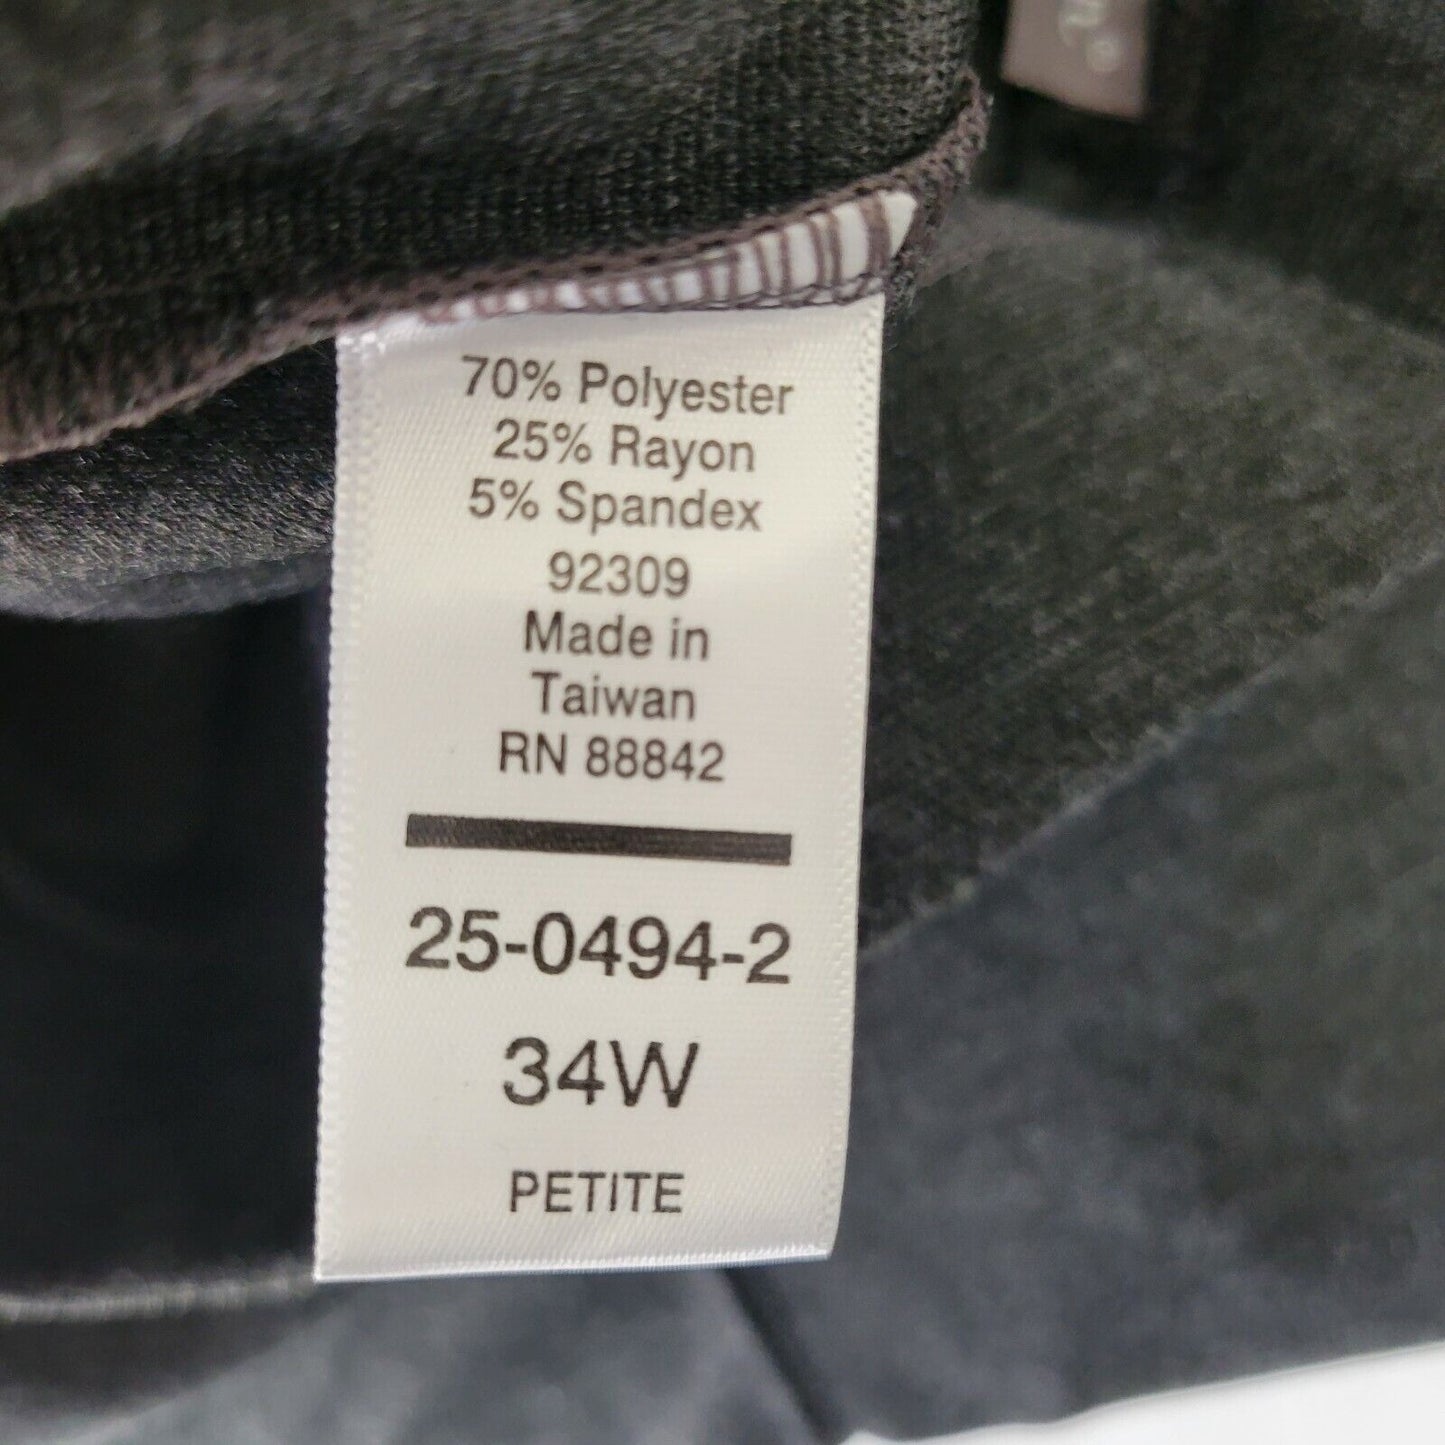 70% Polyester
25% Rayon
5% Spandex
92309
Made in
Taiwan
RN 88842
25-0494-2
34W
PETITE